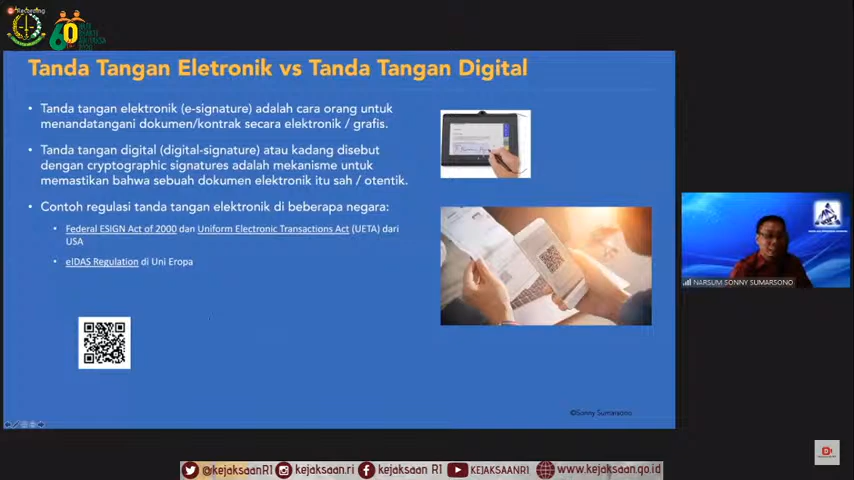 Recording
60
Tanda Tangan Eletronik vs Tanda Tangan Digital
• Tanda tangan elektronik (e-signature) adalah cara orang untuk
menandatangani dokumen/kontrak secara elektronik / grafis.
• Tanda tangan digital (digital-signature) atau kadang disebut
dengan cryptographic signatures adalah mekanisme untuk
memastikan bahwa sebuah dokumen elektronik itu sah / otentik.
• Contoh regulasi tanda tangan elektronik di beberapa negara:
• Federal ESIGN Act of 2000 dan Uniform Electronic Transactions Act (UETA) dari
USA
• eIDAS Regulation di Uni Eropa
NARSUM SONNY SUMARSONO
©Sonny Sumarsono
@kejaksaanRI kejaksaan.ri kejaksaan RI KEJAKSAANRI www.kejaksaan.go.id